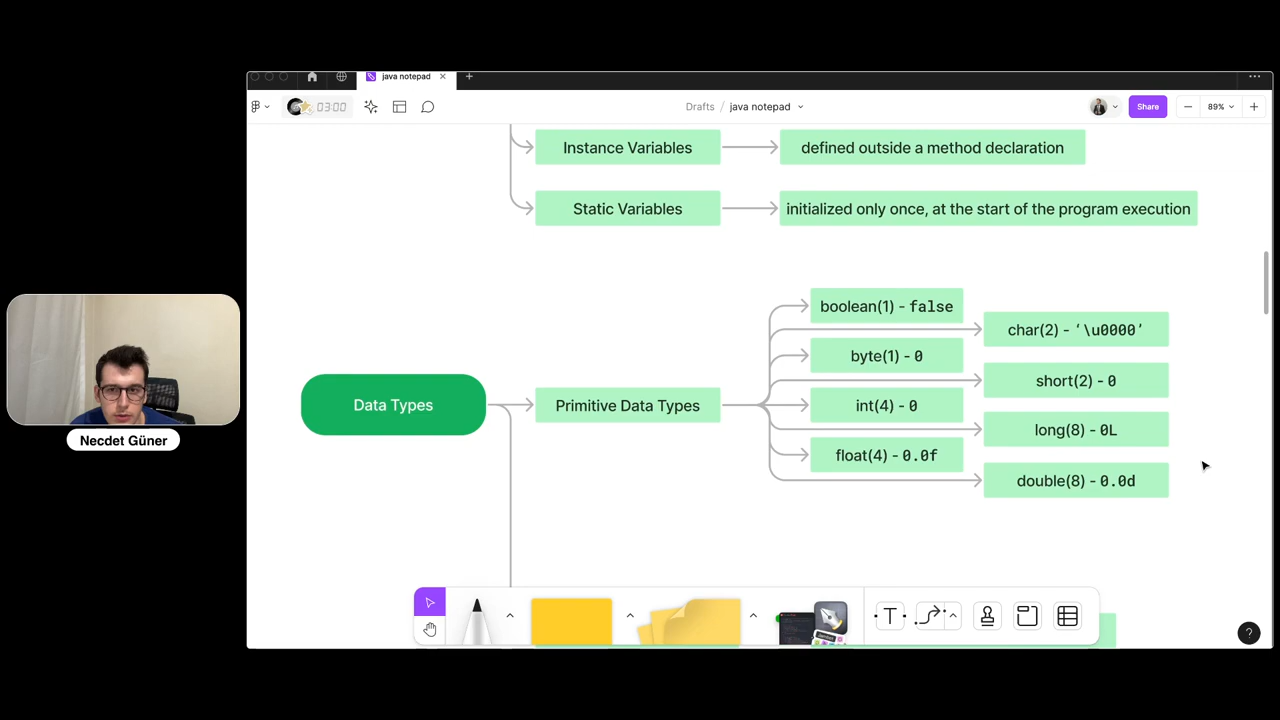 java notepad
03:00
Drafts / java notepad
Share
89%
Instance Variables
defined outside a method declaration
Static Variables
initialized only once, at the start of the program execution
boolean(1) - false
char(2) - ‘\u0000’
byte(1) - 0
short(2) - 0
Data Types
Primitive Data Types
int(4) - 0
long(8) - 0L
float(4) - 0.0f
double(8) - 0.0d
Necdet Güner
T
?